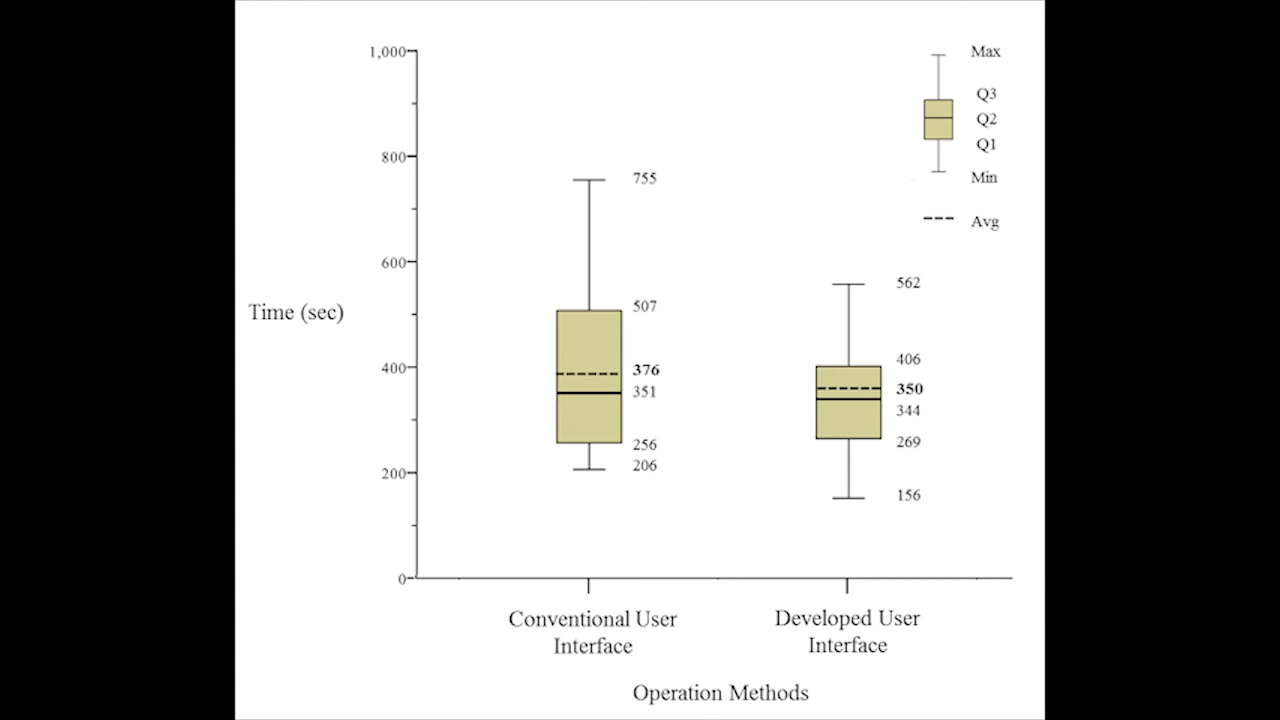 1,000
800
600
400
200
0
Time (sec)
755
507
376
351
256
206
562
406
350
344
269
156
Max
Q3
Q2
Q1
Min
Avg
Conventional User
Interface
Developed User
Interface
Operation Methods